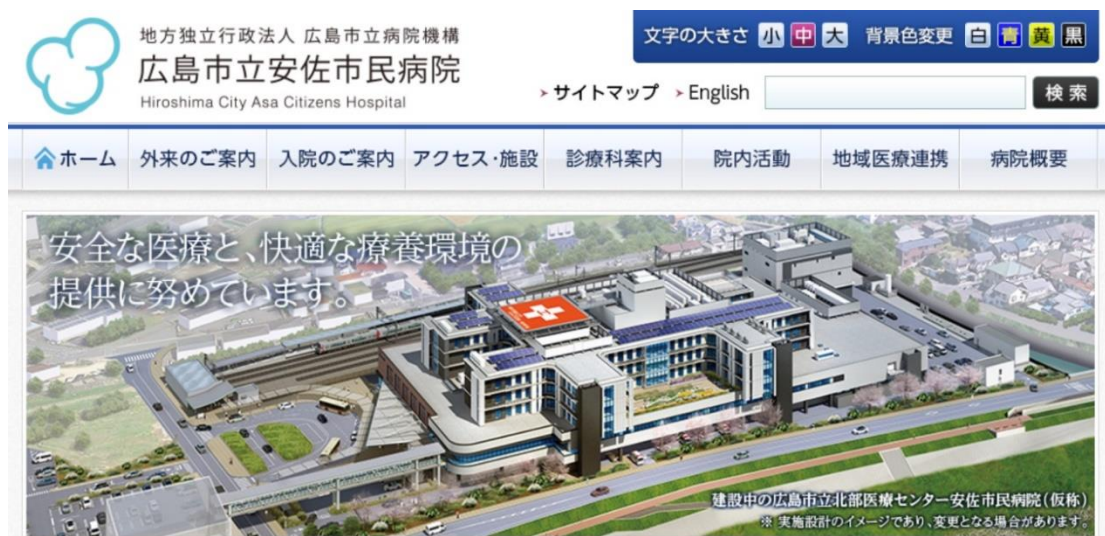 地方独立行政法人 広島市立病院機構
広島市立安佐市民病院
Hiroshima City Asa Citizens Hospital
文字の大きさ 小 中 大 背景色変更 白 青 黄 黒
サイトマップ English 検索
ホーム 外来のご案内 入院のご案内 アクセス・施設 診療科案内 院内活動 地域医療連携 病院概要
安全な医療と、快適な療養環境の
提供に努めています。
建設中の広島市立北部医療センター安佐市民病院(仮称)
※ 実施設計のイメージであり、変更となる場合があります。